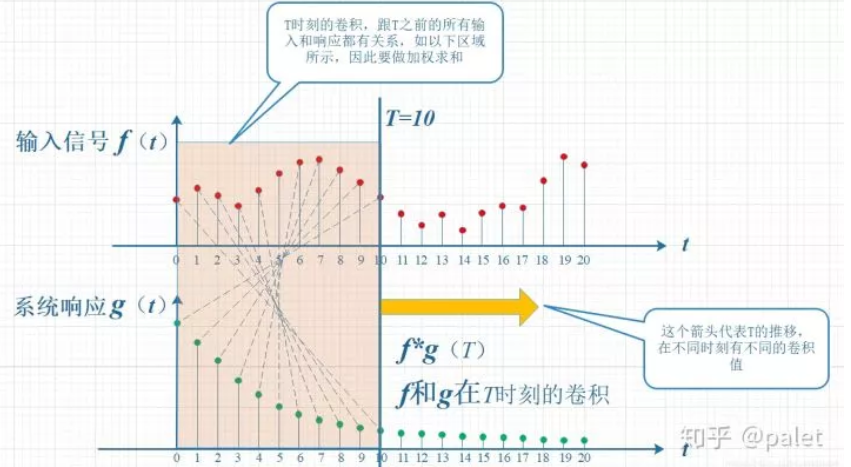 T时刻的卷积，跟T之前的所有输
入和响应都有关系，如以下区域
所示，因此要做加权求和
T=10
输入信号 f（t）
t
0 1 2 3 4 5 6 7 8 9 10 11 12 13 14 15 16 17 18 19 20
系统响应 g（t）
这个箭头代表T的推移，
在不同时刻有不同的卷积
值
f*g（T）
f和g在T时刻的卷积
知乎 @palet
t
0 1 2 3 4 5 6 7 8 9 10 11 12 13 14 15 16 17 18 19 20